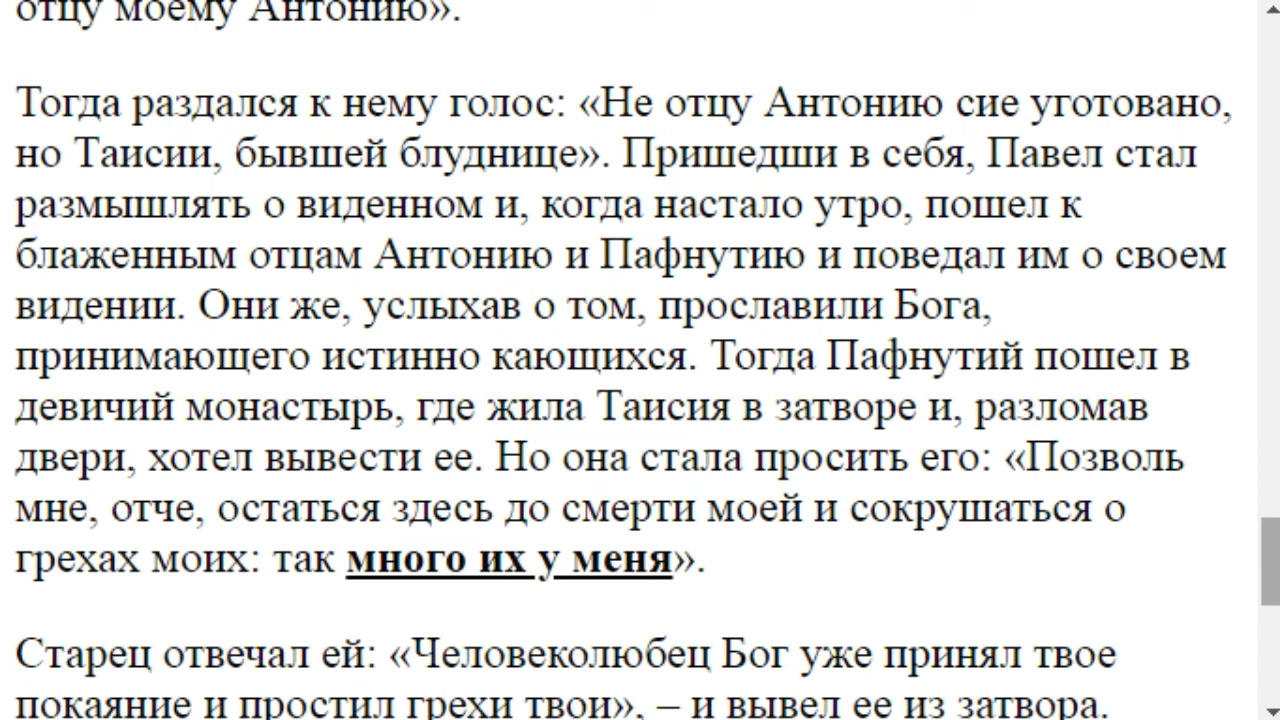 отцу моему Антонию».
Тогда раздался к нему голос: «Не отцу Антонию сие уготовано,
но Таисии, бывшей блуднице». Пришедши в себя, Павел стал
размышлять о виденном и, когда настало утро, пошел к
блаженным отцам Антонию и Пафнутию и поведал им о своем
видении. Они же, услыхав о том, прославили Бога,
принимающего истинно кающихся. Тогда Пафнутий пошел в
девичий монастырь, где жила Таисия в затворе и, разломав
двери, хотел вывести ее. Но она стала просить его: «Позволь
мне, отче, остаться здесь до смерти моей и сокрушаться о
грехах моих: так много их у меня».
Старец отвечал ей: «Человеколюбец Бог уже принял твое
покаяние и простил грехи твои», – и вывел ее из затвора.